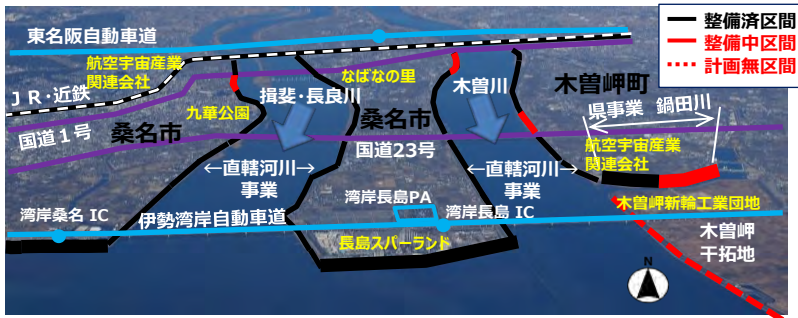 東名阪自動車道
整備済区間
整備中区間
計画無区間
航空宇宙産業
関連会社
なばなの里
木曽川
木曽岬町
JR・近鉄
揖斐・長良川
九華公園
県事業 鍋田川
国道1号
桑名市
桑名市
航空宇宙産業
関連会社
国道23号
←直轄河川→
事業
←直轄河川→
事業
湾岸長島PA
木曽岬新輪工業団地
湾岸桑名 IC
伊勢湾岸自動車道
湾岸長島 IC
長島スパーランド
木曽岬
干拓地
N